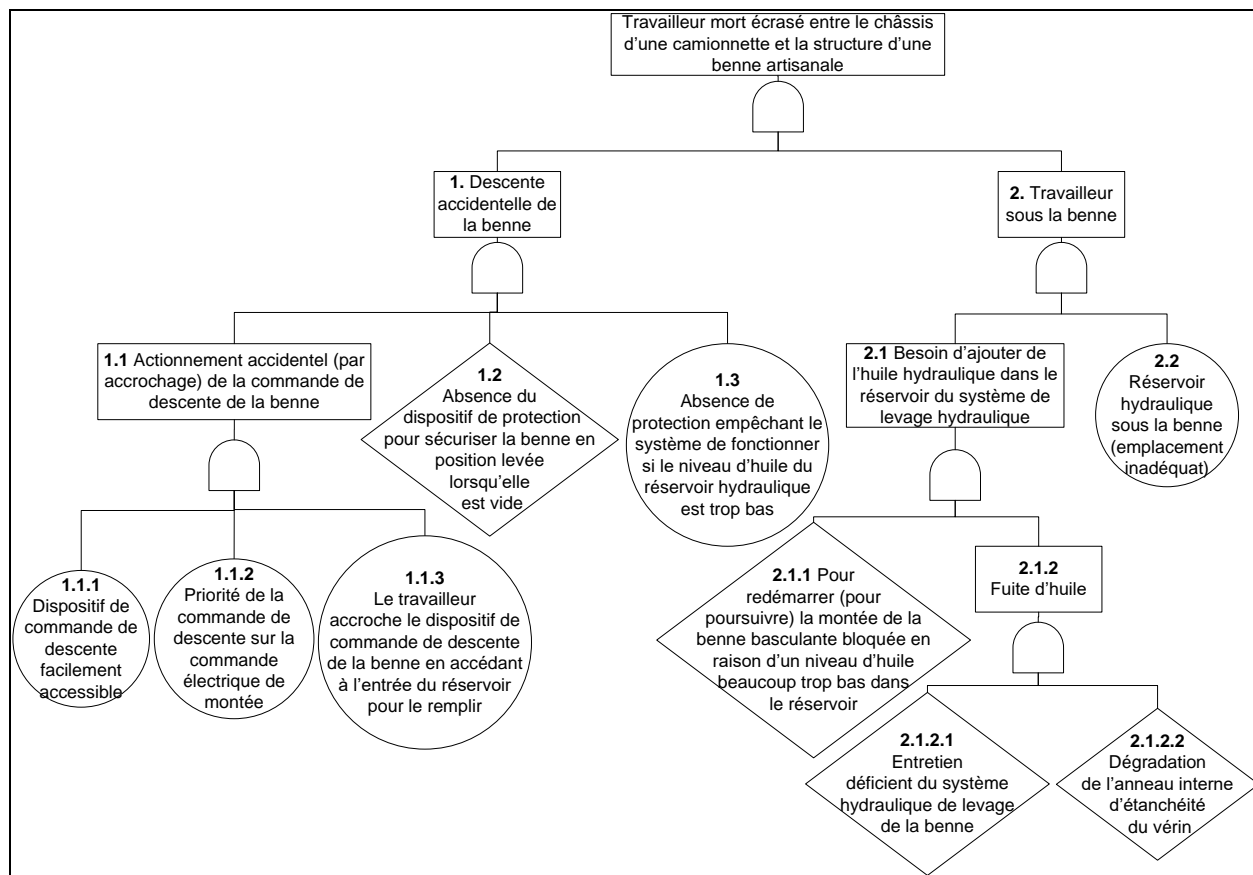 Travailleur mort écrasé entre le châssis
d'une camionnette et la structure d'une
benne artisanale
1. Descente
accidentelle de
la benne
2. Travailleur
sous la benne
1.1 Actionnement accidentel (par
accrochage) de la commande de
descente de la benne
1.2
Absence du
dispositif de protection
pour sécuriser la benne en
position levée
lorsqu'elle
est vide
1.3
Absence de
protection empêchant le
système de fonctionner
si le niveau d'huile du
réservoir hydraulique
est trop bas
2.1 Besoin d'ajouter de
l'huile hydraulique dans le
réservoir du système de
levage hydraulique
2.2
Réservoir
hydraulique
sous la benne
(emplacement
inadéquat)
1.1.1
Dispositif de
commande de
descente
facilement
accessible
1.1.2
Priorité de la
commande de
descente sur la
commande
électrique de
montée
1.1.3
Le travailleur
accroche le dispositif de
commande de descente
de la benne en accédant
à l'entrée du réservoir
pour le remplir
2.1.1 Pour
redémarrer (pour
poursuivre) la montée de la
benne basculante bloquée en
raison d'un niveau d'huile
beaucoup trop bas dans
le réservoir
2.1.2
Fuite d'huile
2.1.2.1
Entretien
déficient du système
hydraulique de levage
de la benne
2.1.2.2
Dégradation
de l'anneau interne
d'étanchéité
du vérin